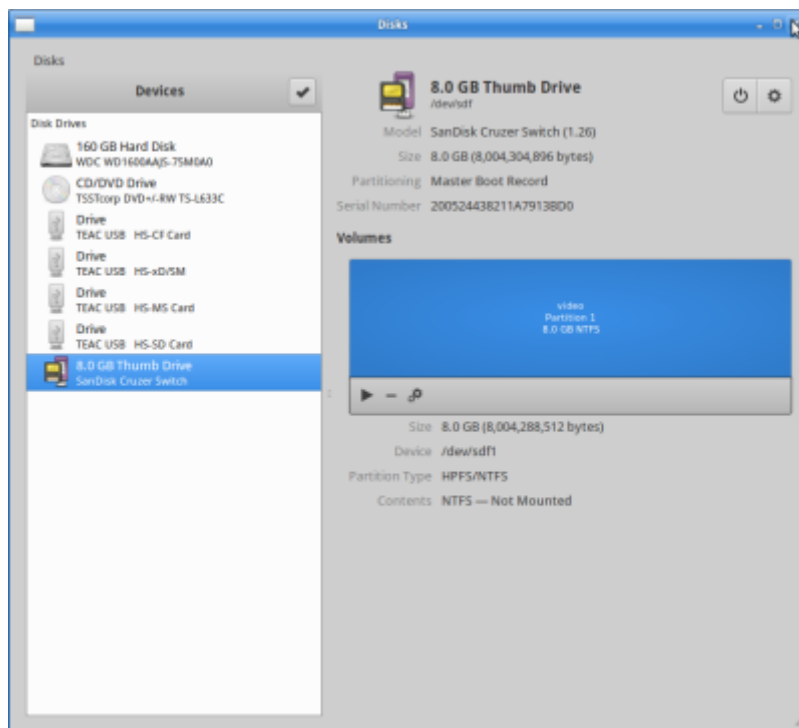 Disks
Disks
Devices
Disk Drives
160 GB Hard Disk
WDC WD1600AAJS-75M0A0
CD/DVD Drive
TSSTcorp DVD+/-RW TS-L633C
Drive
TEAC USB HS-CF Card
Drive
TEAC USB HS-xD/SM
Drive
TEAC USB HS-MS Card
Drive
TEAC USB HS-SD Card
8.0 GB Thumb Drive
SanDisk Cruzer Switch
8.0 GB Thumb Drive
/dev/sdf
Model SanDisk Cruzer Switch (1.26)
Size 8.0 GB (8,004,304,896 bytes)
Partitioning Master Boot Record
Serial Number 200524438211A7913BD0
Volumes
video
Partition 1
8.0 GB NTFS
Size 8.0 GB (8,004,288,512 bytes)
Device /dev/sdf1
Partition Type HPFS/NTFS
Contents NTFS — Not Mounted